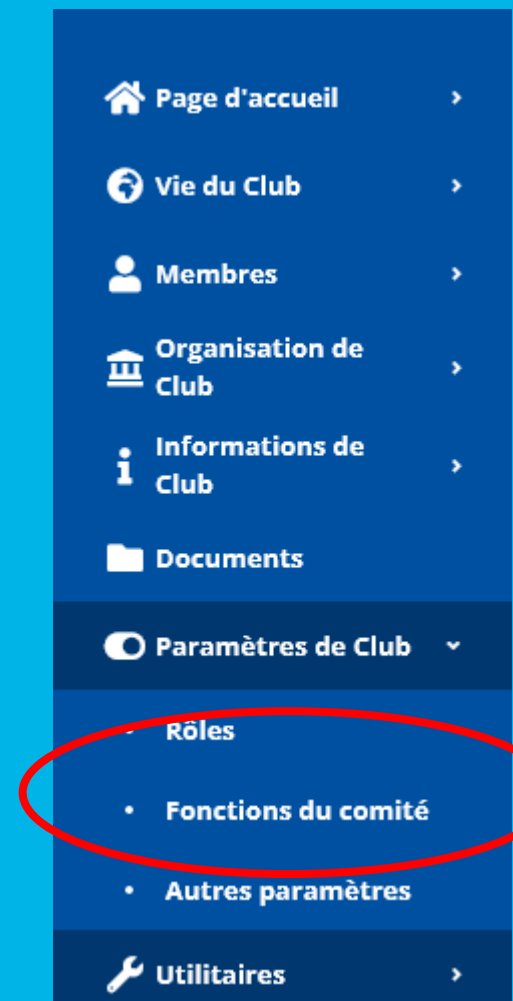 Page d'accueil
Vie du Club
Membres
Organisation de
Club
Informations de
Club
Documents
Paramètres de Club
Rôles
Fonctions du comité
Autres paramètres
Utilitaires